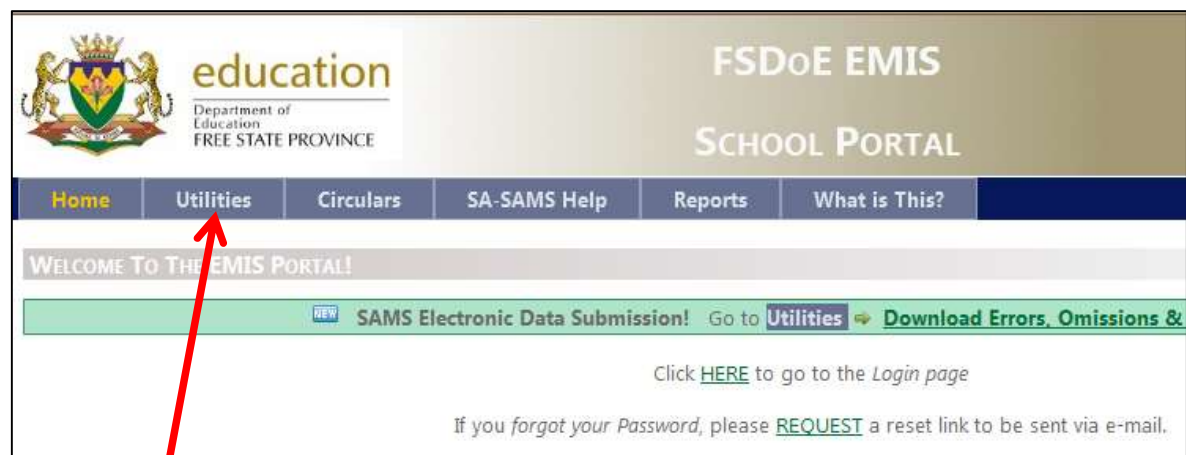 education
Department of
Education
FREE STATE PROVINCE
FSDoE EMIS
School Portal
Home Utilities Circulars SA-SAMS Help Reports What is This?
Welcome To The EMIS Portal!
NEW SAMS Electronic Data Submission! Go to Utilities ⇒ Download Errors, Omissions &
Click HERE to go to the Login page
If you forgot your Password, please REQUEST a reset link to be sent via e-mail.